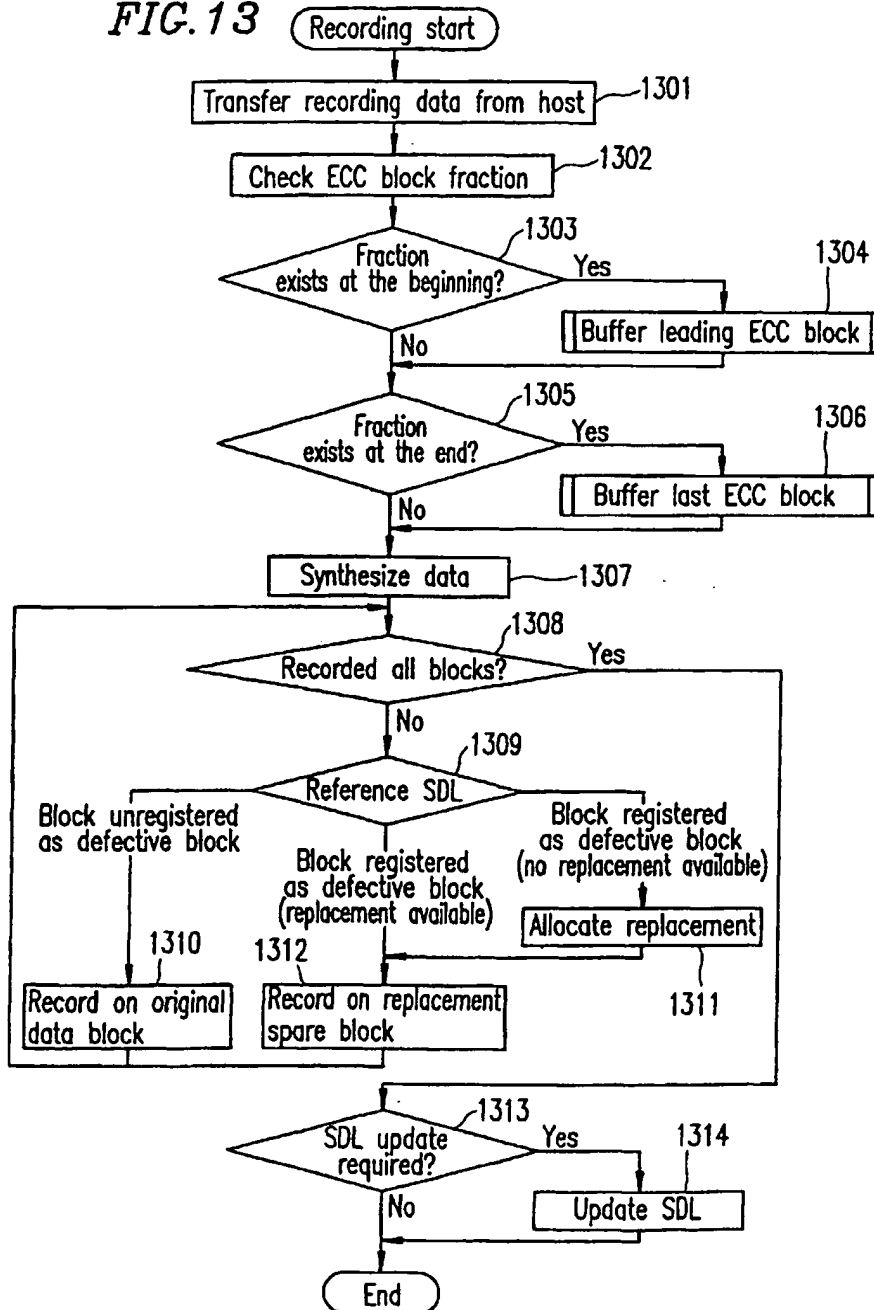 FIG. 13
Recording start
Transfer recording data from host
1301
Check ECC block fraction
1302
1303
Fraction
exists at the beginning?
Yes
1304
Buffer leading ECC block
No
1305
Fraction
exists at the end?
Yes
1306
Buffer last ECC block
No
Synthesize data
1307
1308
Recorded all blocks?
Yes
No
1309
Reference SDL
Block unregistered
as defective block
Block registered
as defective block
(replacement available)
Block registered
as defective block
(no replacement available)
Allocate replacement
1311
1310
Record on original
data block
1312
Record on replacement
spare block
1313
SDL update
required?
Yes
1314
Update SDL
No
End